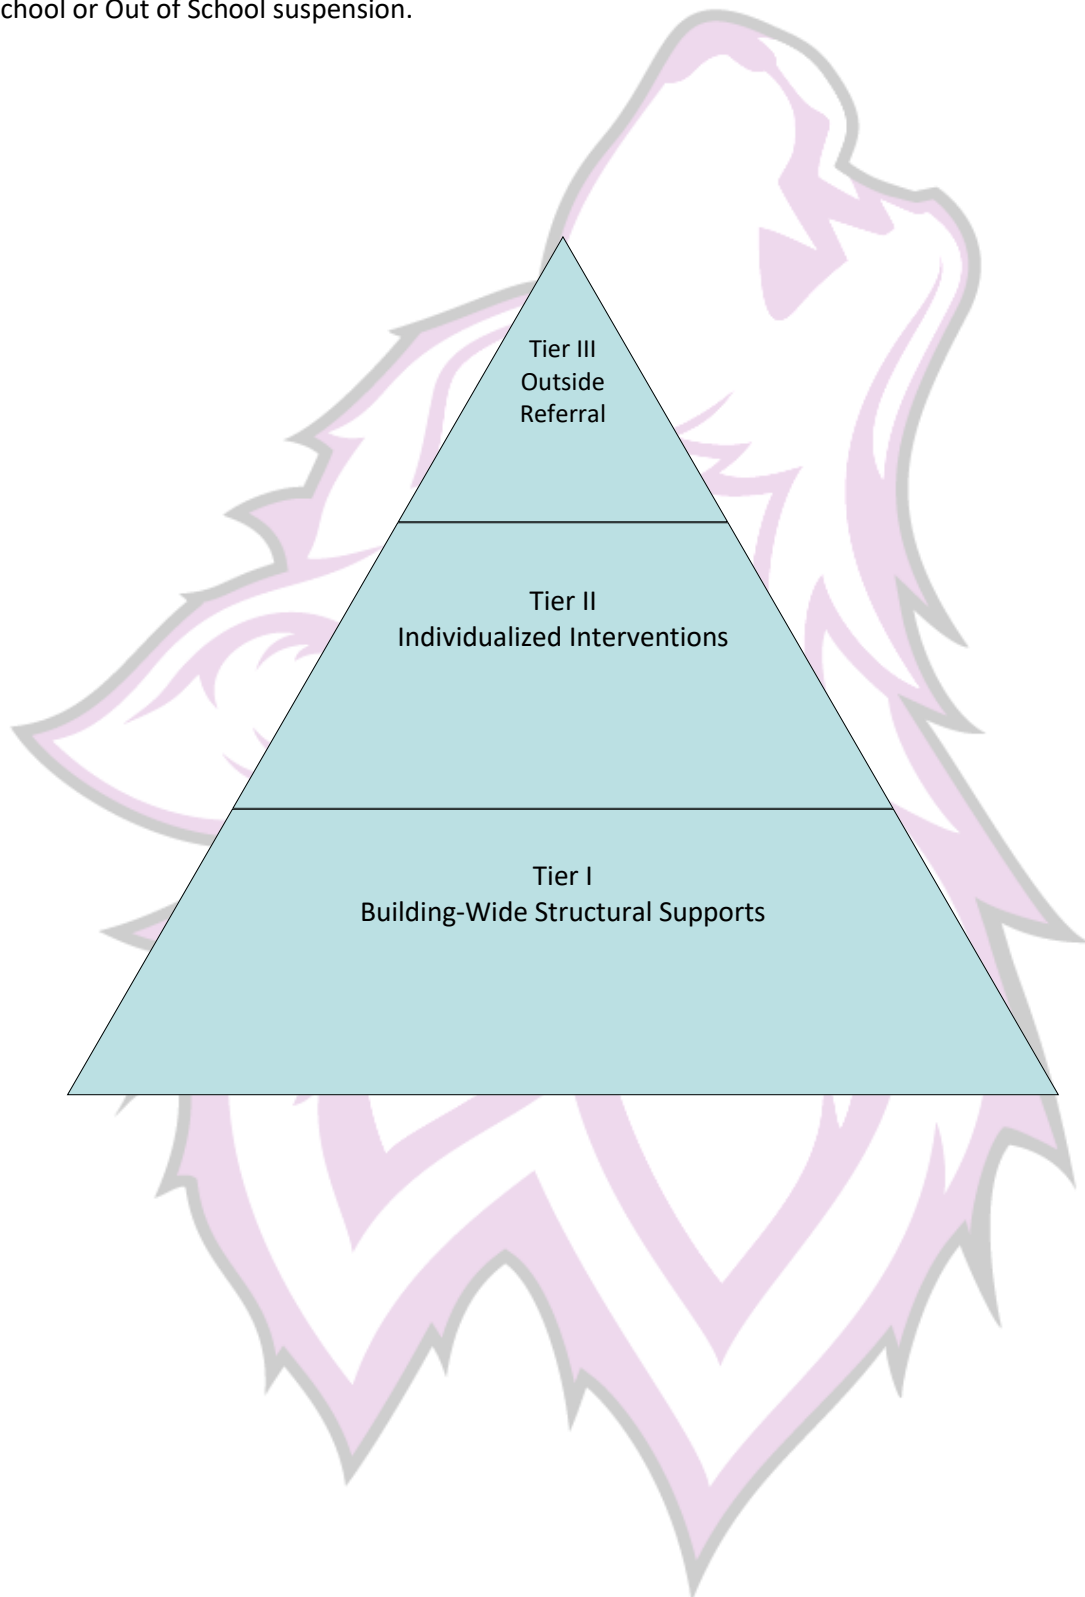 chool or Out of School suspension.
Tier III
Outside
Referral
Tier II
Individualized Interventions
Tier I
Building-Wide Structural Supports